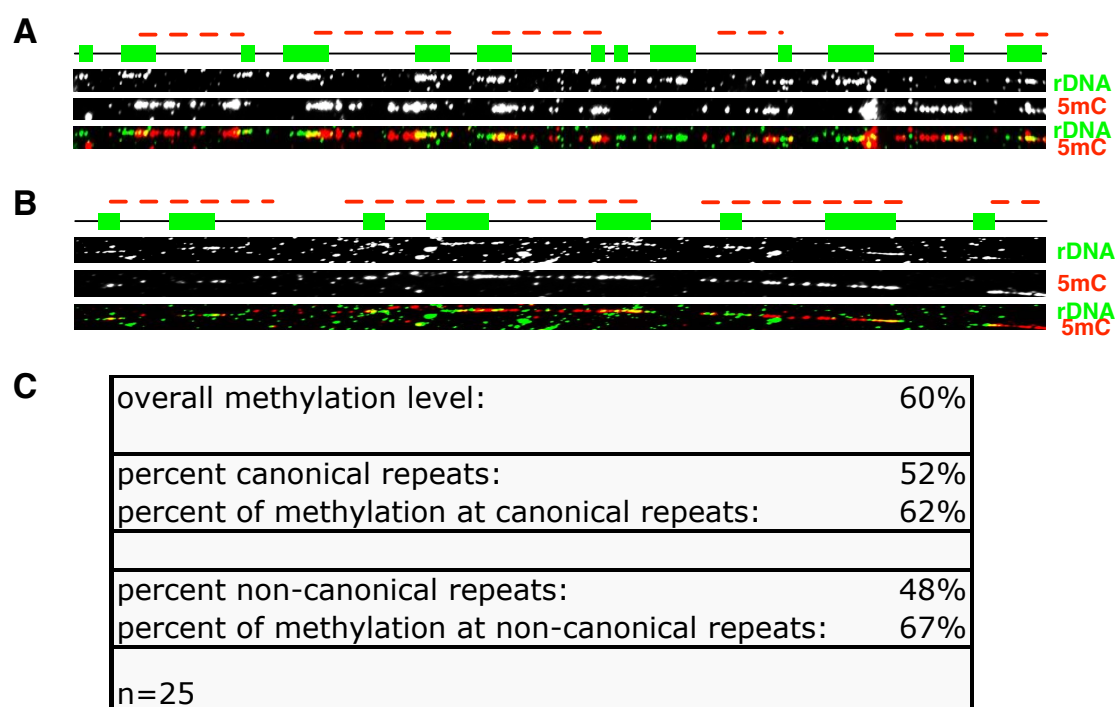 A
rDNA
5mC
rDNA
5mC
B
rDNA
5mC
rDNA
5mC
C
overall methylation level: 60%
percent canonical repeats: 52%
percent of methylation at canonical repeats: 62%
percent non-canonical repeats: 48%
percent of methylation at non-canonical repeats: 67%
n=25